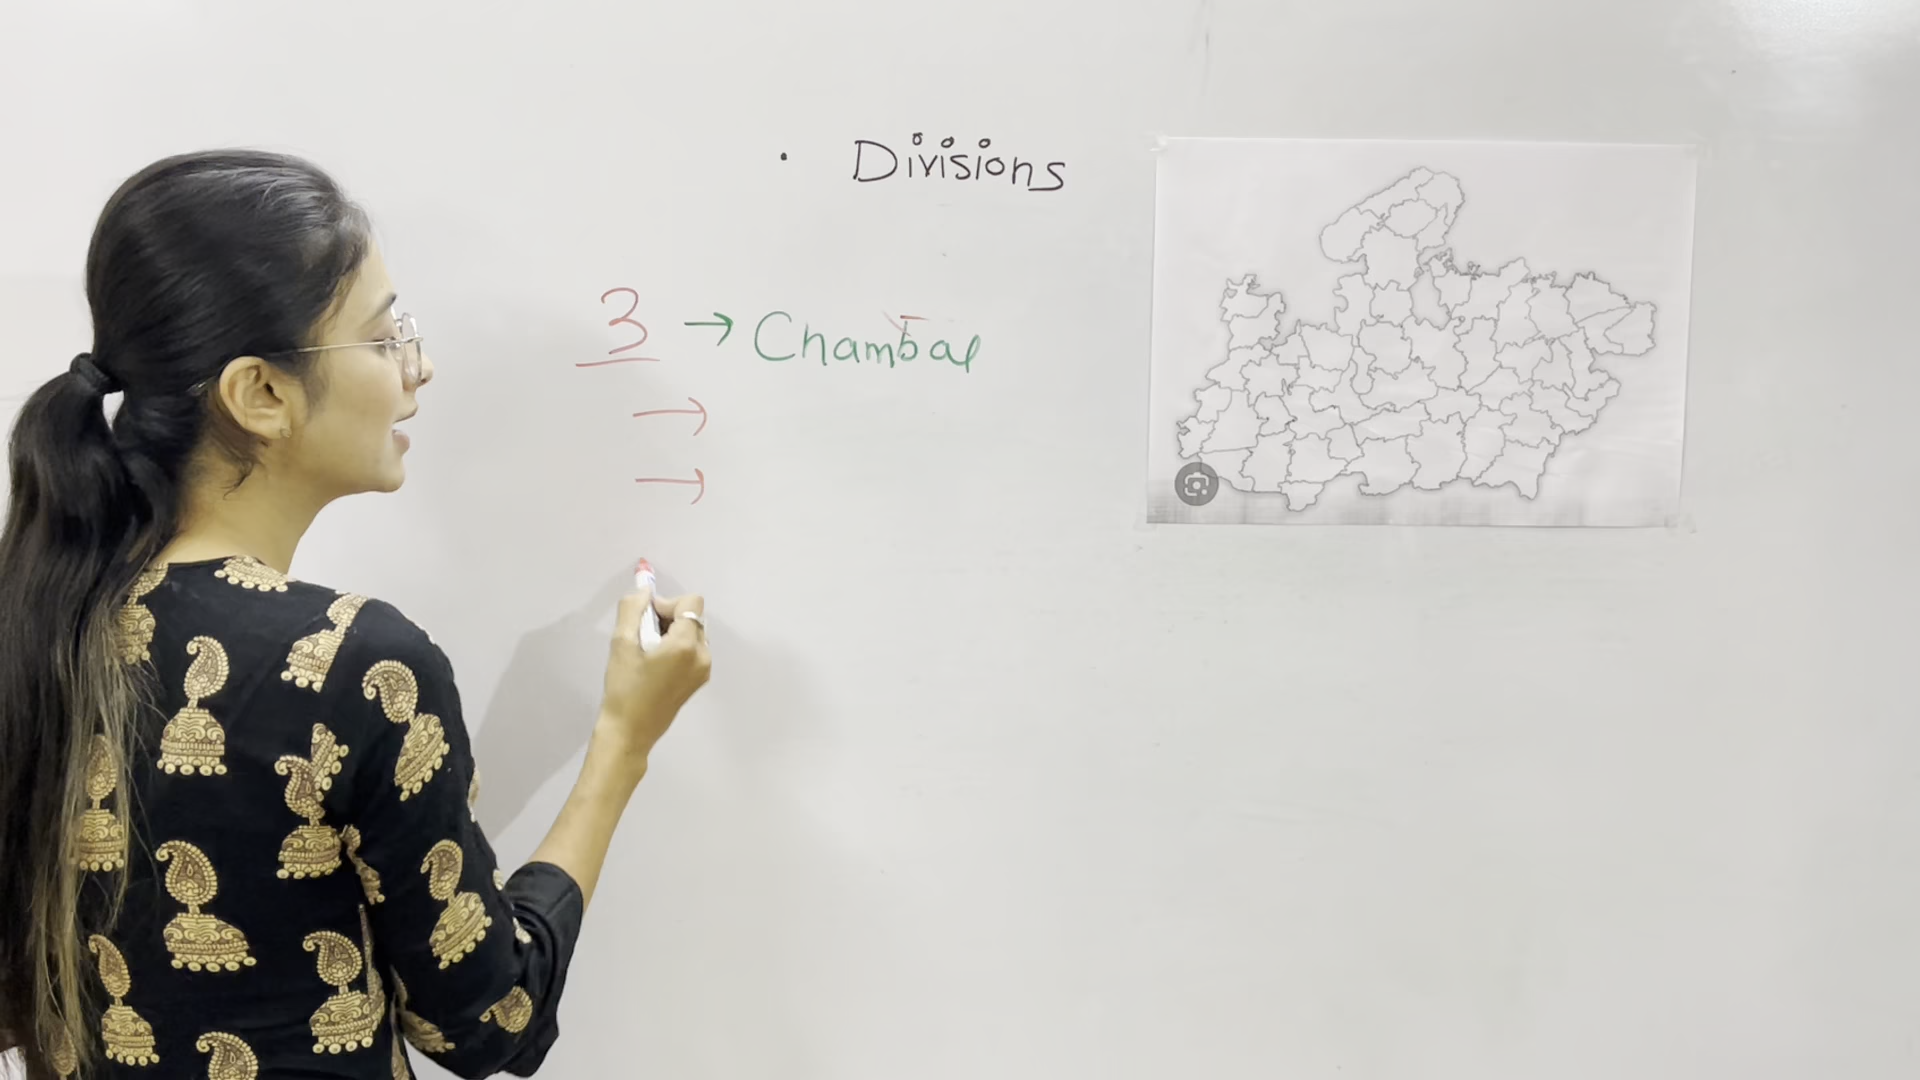 • Divisions
3 → Chambal
→
→